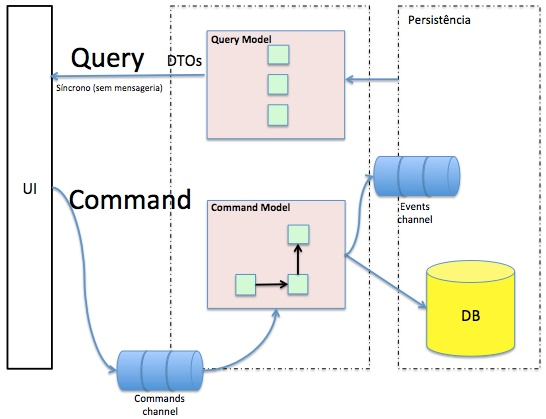 Persistência
Query Model
Query
DTOs
Síncrono (sem mensageria)
UI
Command
Events
channel
Command Model
DB
Commands
channel